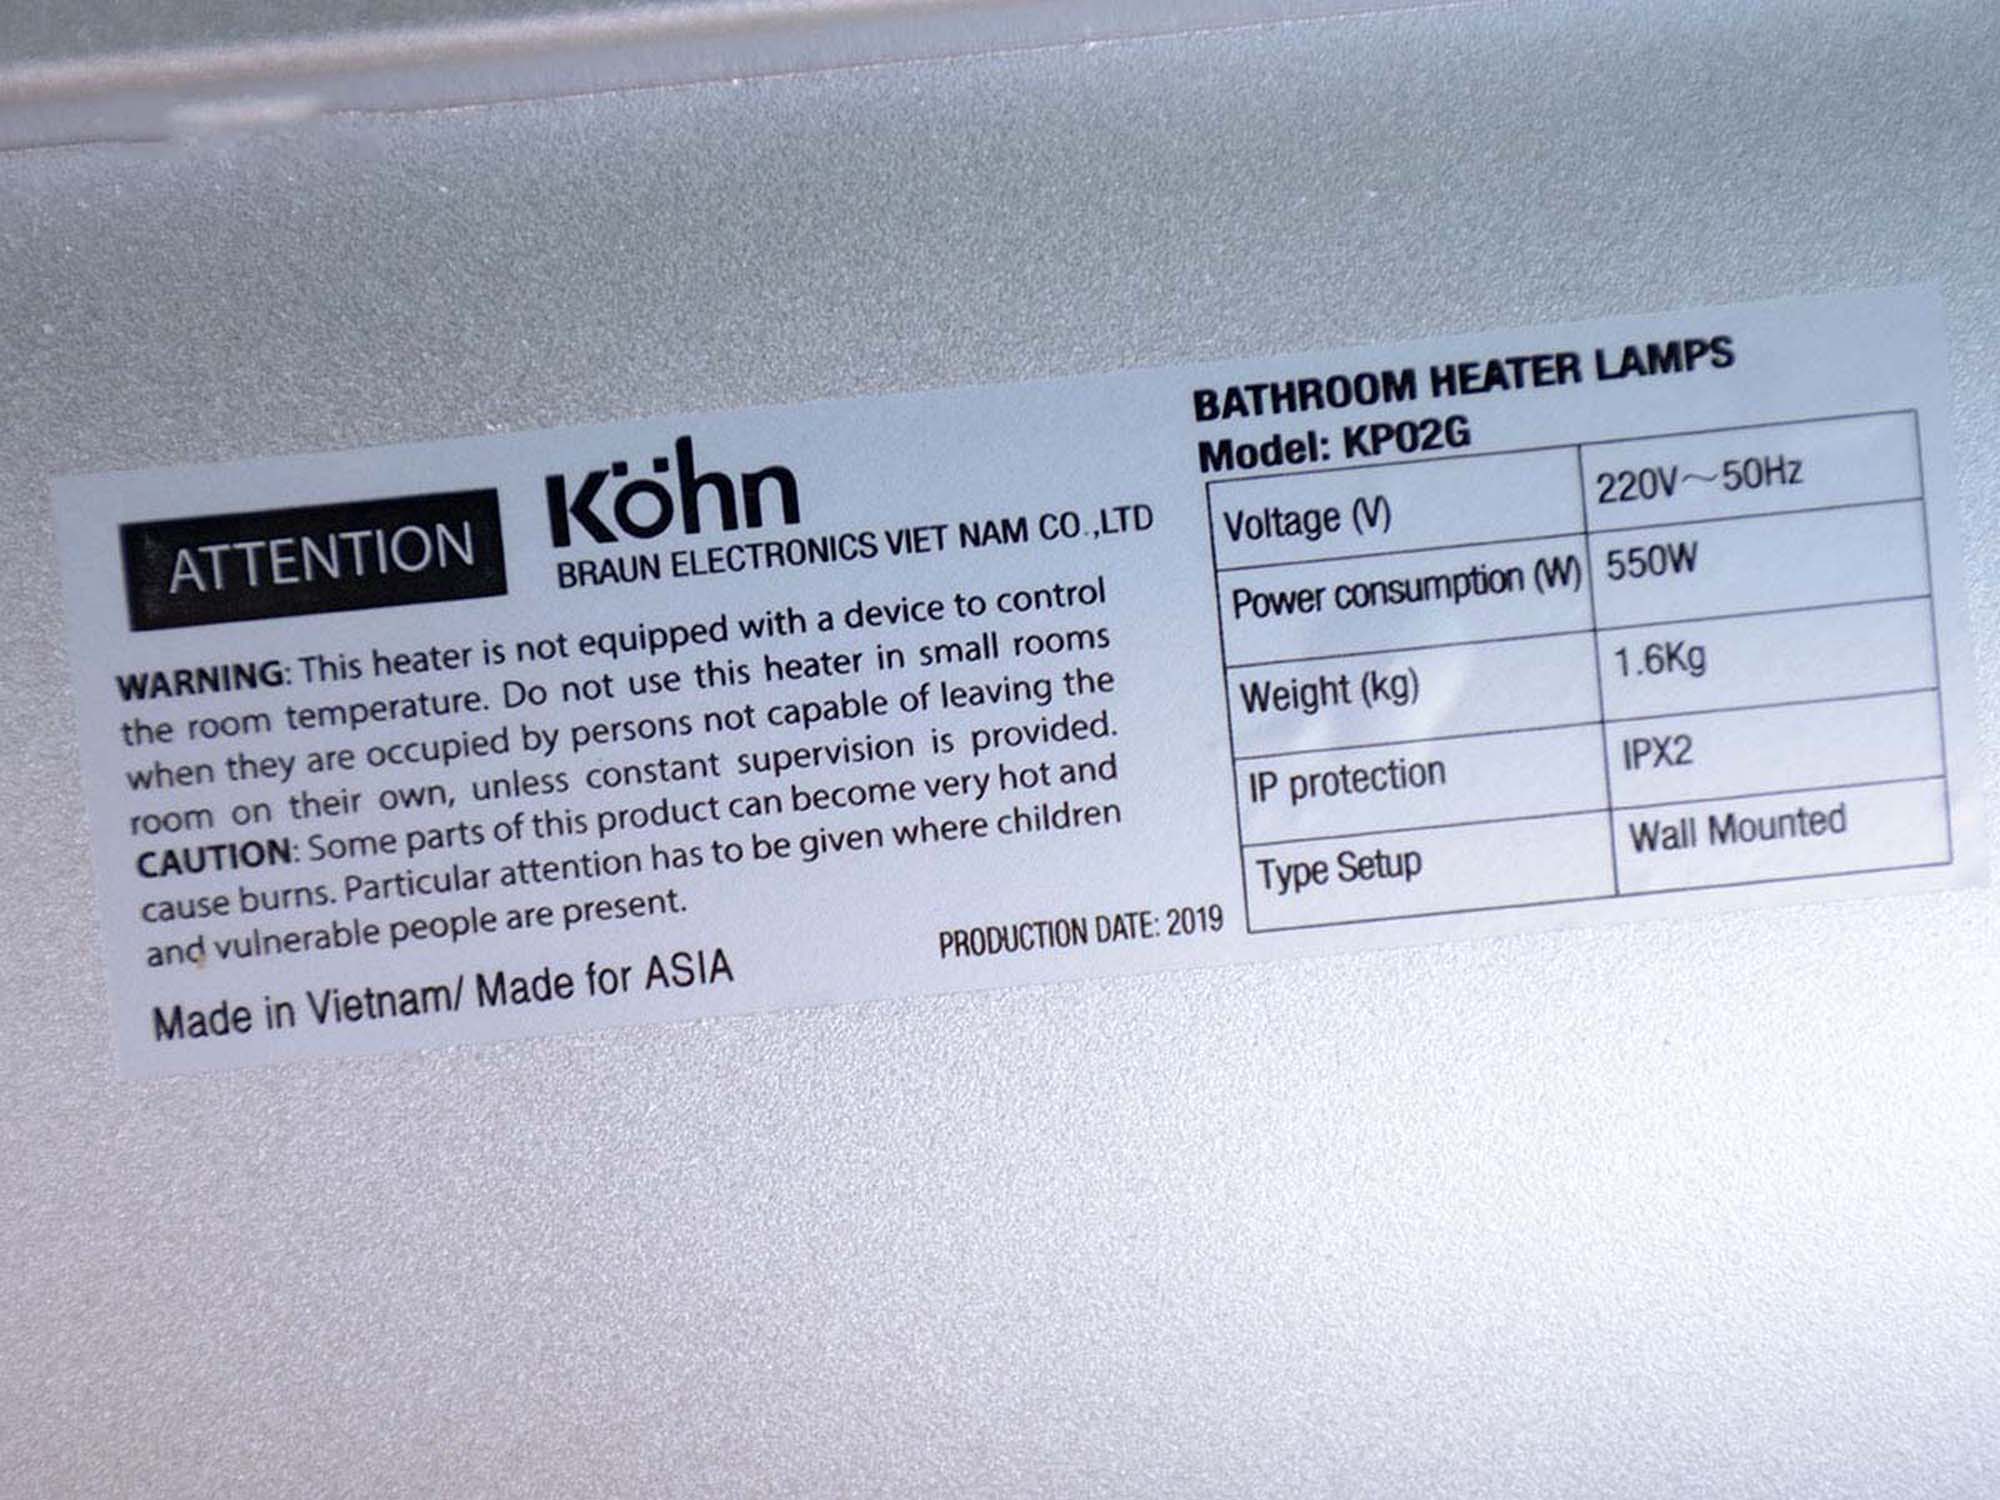 ATTENTION
Köhn
BRAUN ELECTRONICS VIET NAM CO.,LTD
WARNING: This heater is not equipped with a device to control
the room temperature. Do not use this heater in small rooms
when they are occupied by persons not capable of leaving the
room on their own, unless constant supervision is provided.
CAUTION: Some parts of this product can become very hot and
cause burns. Particular attention has to be given where children
and vulnerable people are present.
Made in Vietnam/ Made for ASIA
PRODUCTION DATE: 2019
BATHROOM HEATER LAMPS
Model: KP02G
Voltage (V) 220V～50Hz
Power consumption (W) 550W
Weight (kg) 1.6Kg
IP protection IPX2
Type Setup Wall Mounted